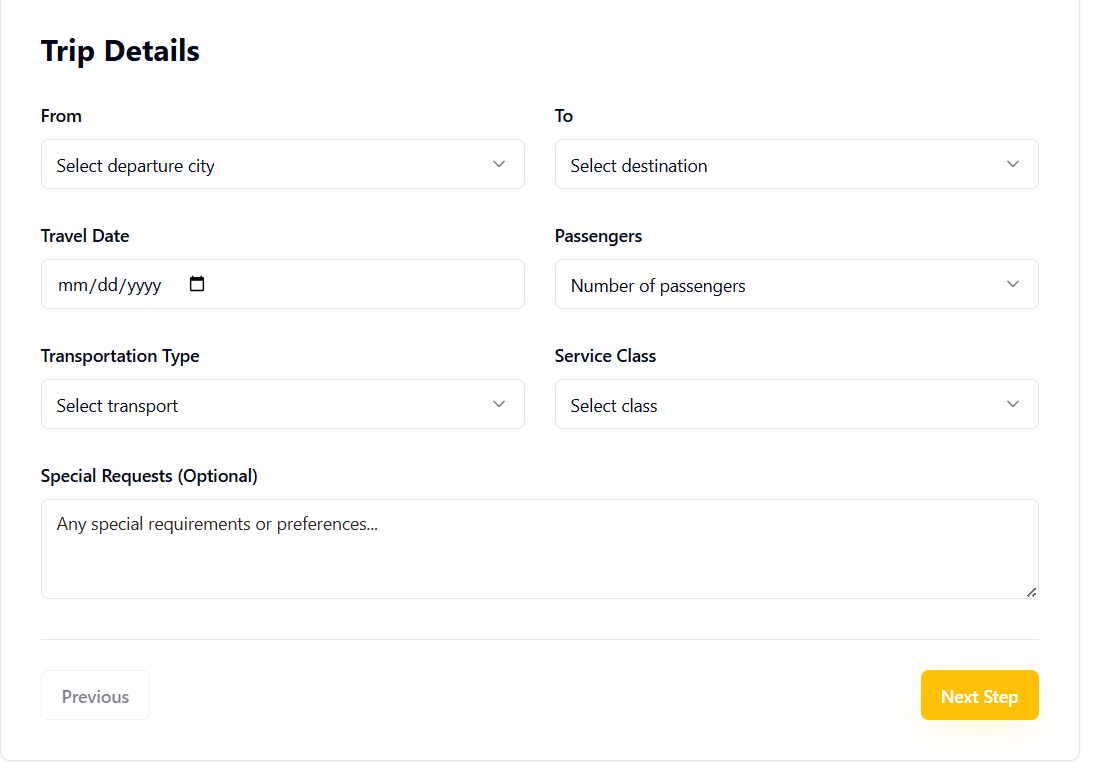 Trip Details
From
To
Select departure city
Select destination
Travel Date
Passengers
mm/dd/yyyy
Number of passengers
Transportation Type
Service Class
Select transport
Select class
Special Requests (Optional)
Any special requirements or preferences...
Previous
Next Step